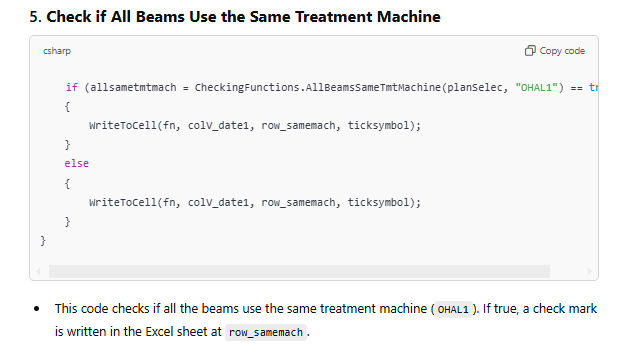 5. Check if All Beams Use the Same Treatment Machine
csharp
Copy code
if (allsametmtmach = CheckingFunctions.AllBeamsSameTmtMachine(planSelec, "OHAL1") == tr
{
WriteToCell(fn, colV_date1, row_samemach, ticksymbol);
}
else
{
WriteToCell(fn, colV_date1, row_samemach, ticksymbol);
}
}
• This code checks if all the beams use the same treatment machine ( OHAL1 ). If true, a check mark
is written in the Excel sheet at row_samemach .